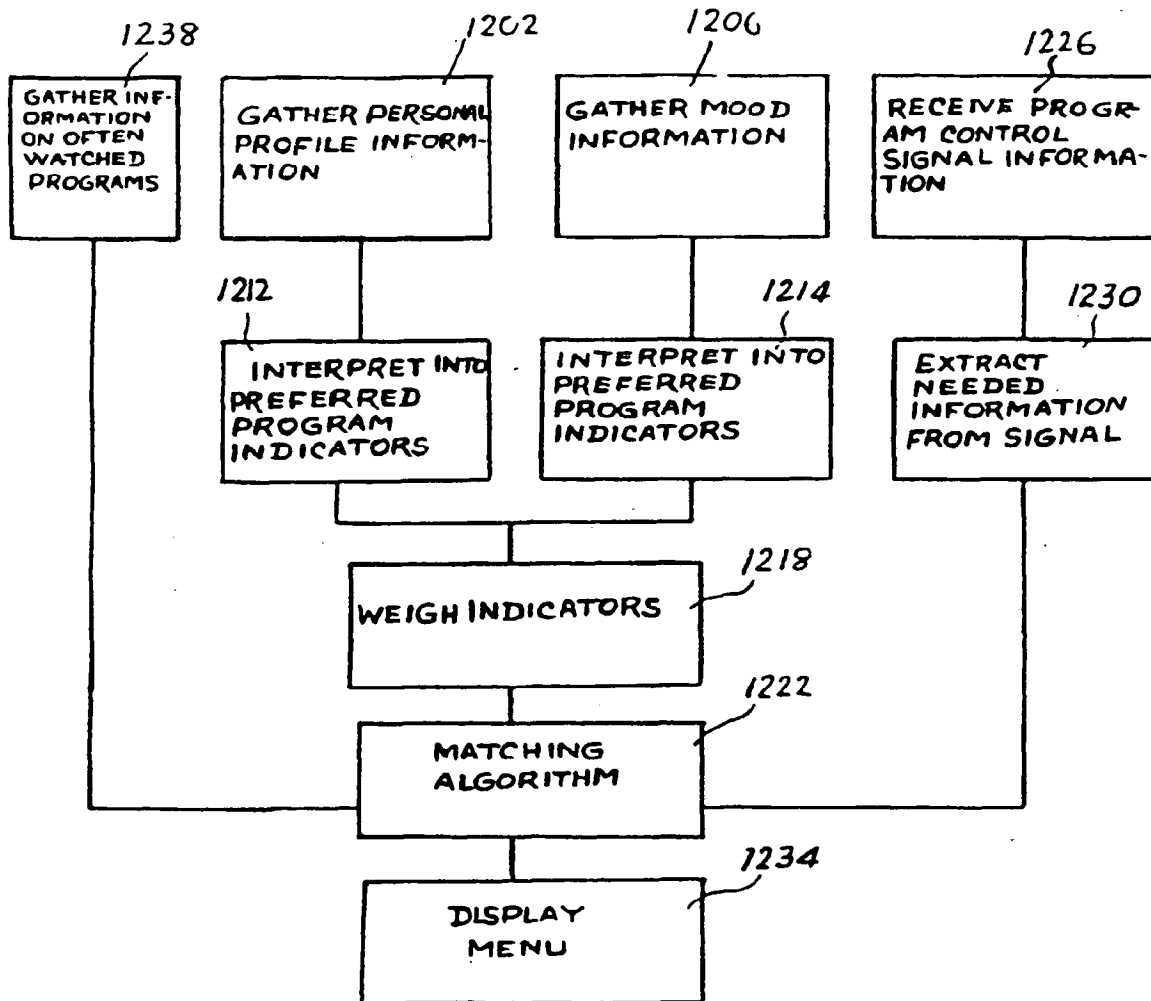 1238
1202
1206
1226
GATHER INF-
ORMATION
ON OFTEN
WATCHED
PROGRAMS
GATHER PERSONAL
PROFILE INFORM-
ATION
GATHER MOOD
INFORMATION
RECEIVE PROGR-
AM CONTROL
SIGNAL INFORMA-
TION
1212
1214
1230
INTERPRET INTO
PREFERRED
PROGRAM
INDICATORS
INTERPRET INTO
PREFERRED
PROGRAM
INDICATORS
EXTRACT
NEEDED
INFORMATION
FROM SIGNAL
1218
WEIGH INDICATORS
1222
MATCHING
ALGORITHM
1234
DISPLAY
MENU